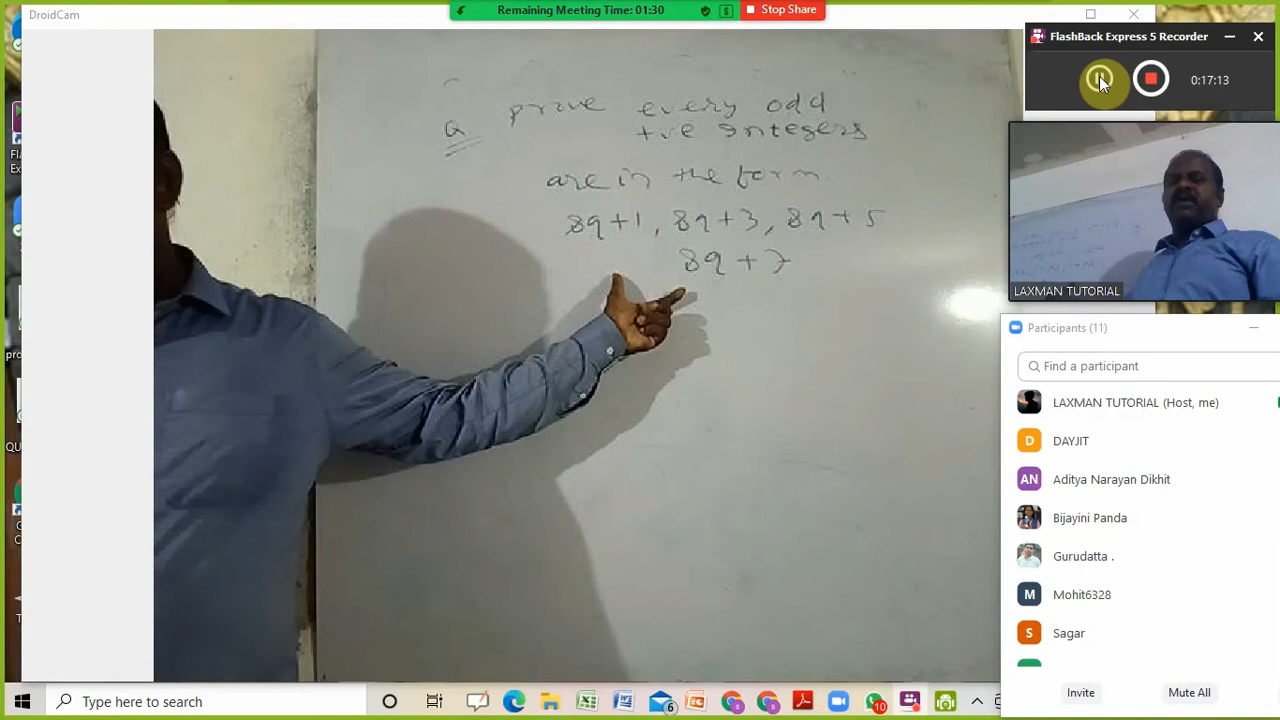 DroidCam
Remaining Meeting Time: 01:30
$
Stop Share
FlashBack Express 5 Recorder
0:17:13
Q prove every odd
+ve Integers
are in the form
8q+1, 8q+3, 8q+5
8q+7
LAXMAN TUTORIAL
Participants (11)
Find a participant
LAXMAN TUTORIAL (Host, me)
D DAYJIT
AN Aditya Narayan Dikhit
Bijayini Panda
Gurudatta .
M Mohit6328
S Sagar
Invite
Mute All
Type here to search
6
10